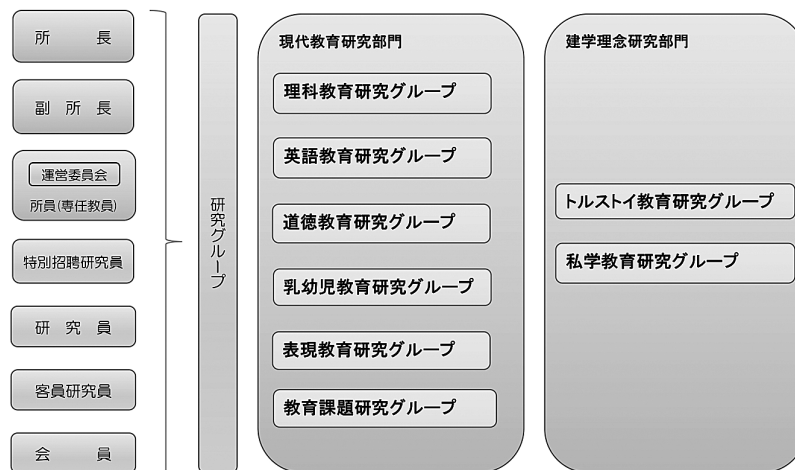 所　長
副　所　長
運営委員会
所員(専任教員)
特別招聘研究員
研　究　員
客員研究員
会　員
研究グループ
現代教育研究部門
理科教育研究グループ
英語教育研究グループ
道徳教育研究グループ
乳幼児教育研究グループ
表現教育研究グループ
教育課題研究グループ
建学理念研究部門
トルストイ教育研究グループ
私学教育研究グループ